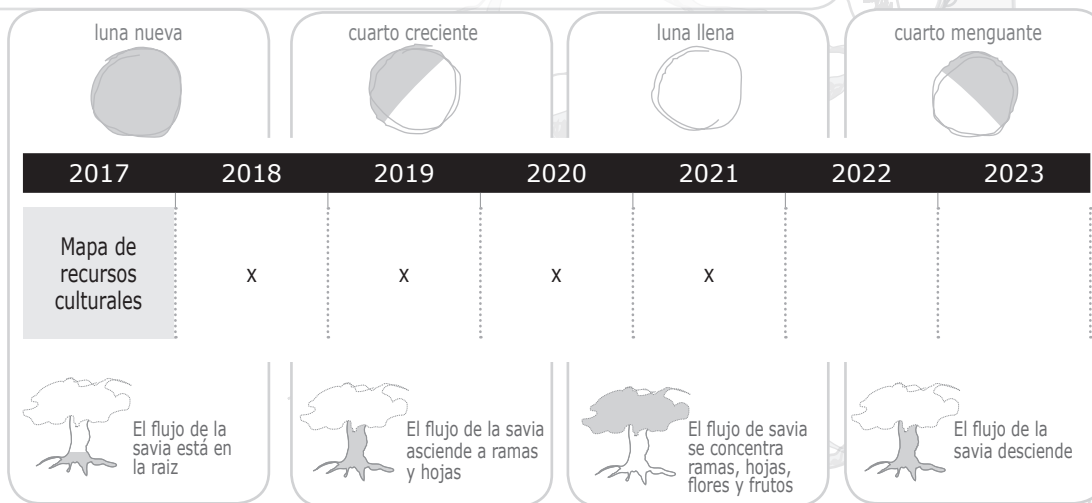 luna nueva
cuarto creciente
luna llena
cuarto menguante
2017 2018 2019 2020 2021 2022 2023
Mapa de
recursos
culturales
x x x x
El flujo de la
savia está en
la raiz
El flujo de la savia
asciende a ramas
y hojas
El flujo de savia
se concentra
ramas, hojas,
flores y frutos
El flujo de la
savia desciende